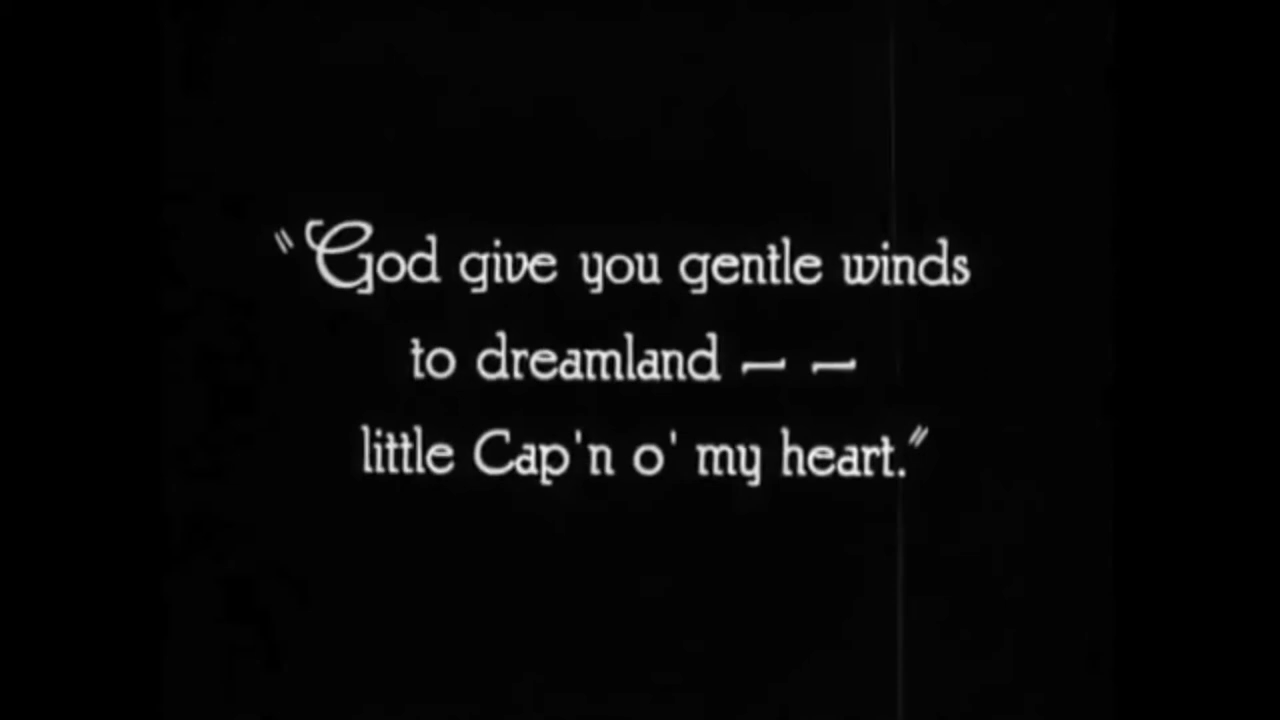 "God give you gentle winds
to dreamland — —
little Cap'n o' my heart."